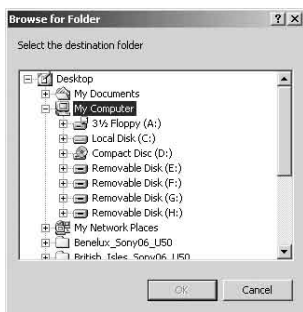 Browse for Folder
Select the destination folder
Desktop
My Documents
My Computer
3½ Floppy (A:)
Local Disk (C:)
Compact Disc (D:)
Removable Disk (E:)
Removable Disk (F:)
Removable Disk (G:)
Removable Disk (H:)
My Network Places
Benelux_Sony06_U50
British_Isles_Sony06_U50
OK Cancel